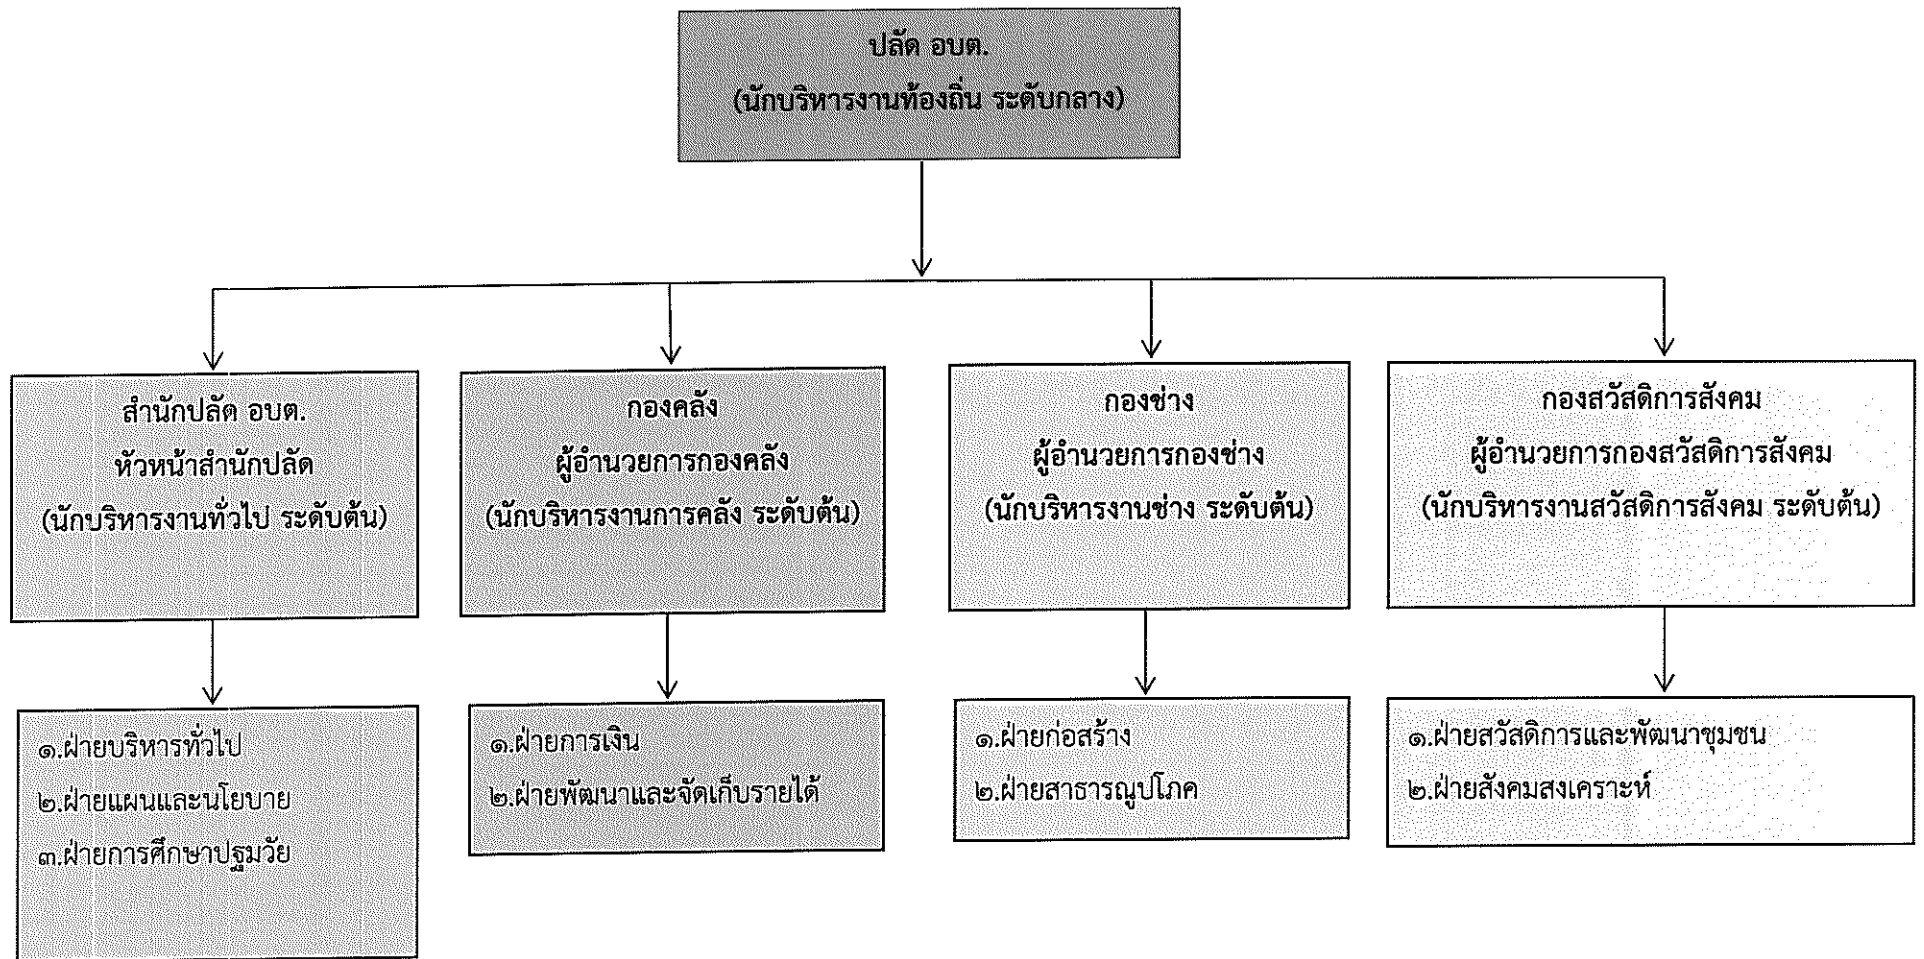 ปลัด อบต.
(นักบริหารงานท้องถิ่น ระดับกลาง)
สำนักปลัด อบต.
หัวหน้าสำนักปลัด
(นักบริหารงานทั่วไป ระดับต้น)
กองคลัง
ผู้อำนวยการกองคลัง
(นักบริหารงานการคลัง ระดับต้น)
กองช่าง
ผู้อำนวยการกองช่าง
(นักบริหารงานช่าง ระดับต้น)
กองสวัสดิการสังคม
ผู้อำนวยการกองสวัสดิการสังคม
(นักบริหารงานสวัสดิการสังคม ระดับต้น)
๑.ฝ่ายบริหารทั่วไป
๒.ฝ่ายแผนและนโยบาย
๓.ฝ่ายการศึกษาปฐมวัย
๑.ฝ่ายการเงิน
๒.ฝ่ายพัฒนาและจัดเก็บรายได้
๑.ฝ่ายก่อสร้าง
๒.ฝ่ายสาธารณูปโภค
๑.ฝ่ายสวัสดิการและพัฒนาชุมชน
๒.ฝ่ายสังคมสงเคราะห์